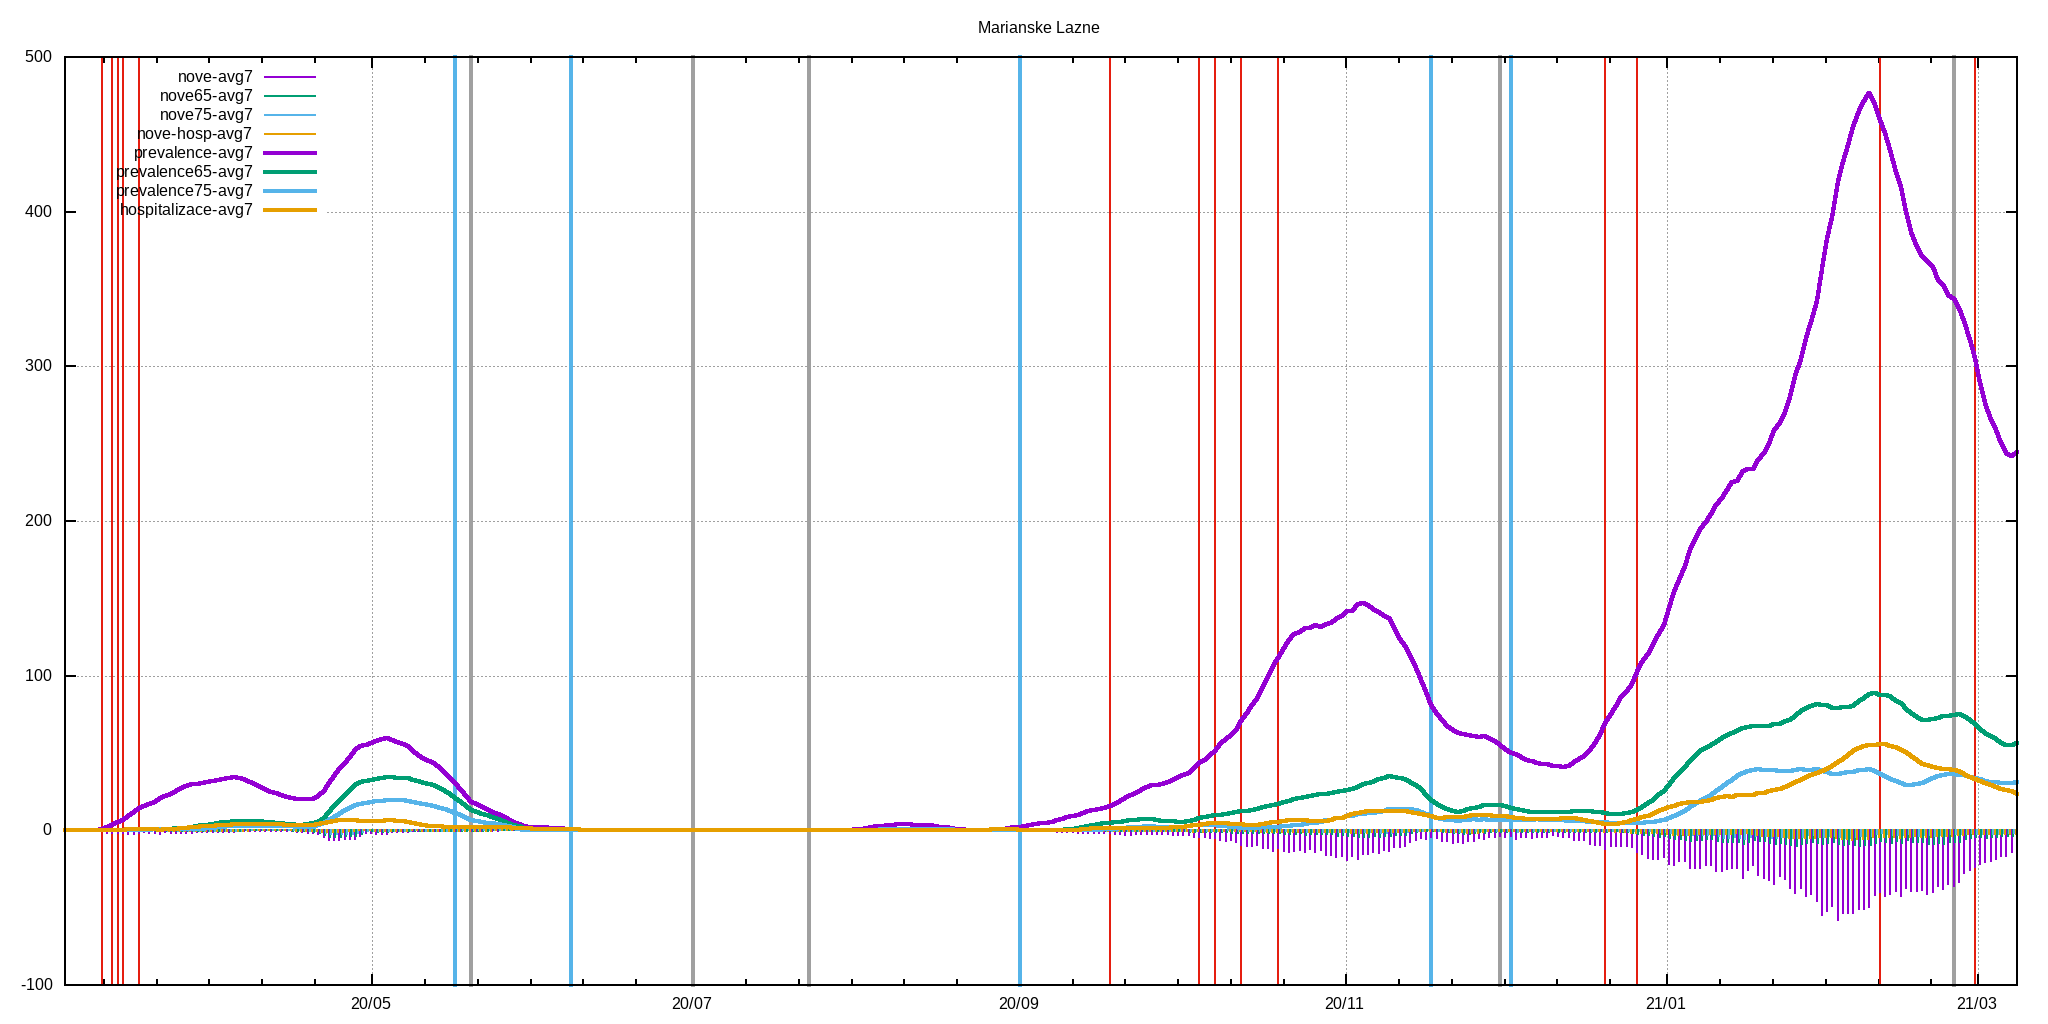 Marianske Lazne
500
400
300
200
100
0
-100
nove-avg7
nove65-avg7
nove75-avg7
nove-hosp-avg7
prevalence-avg7
prevalence65-avg7
prevalence75-avg7
hospitalizace-avg7
20/05
20/07
20/09
20/11
21/01
21/03